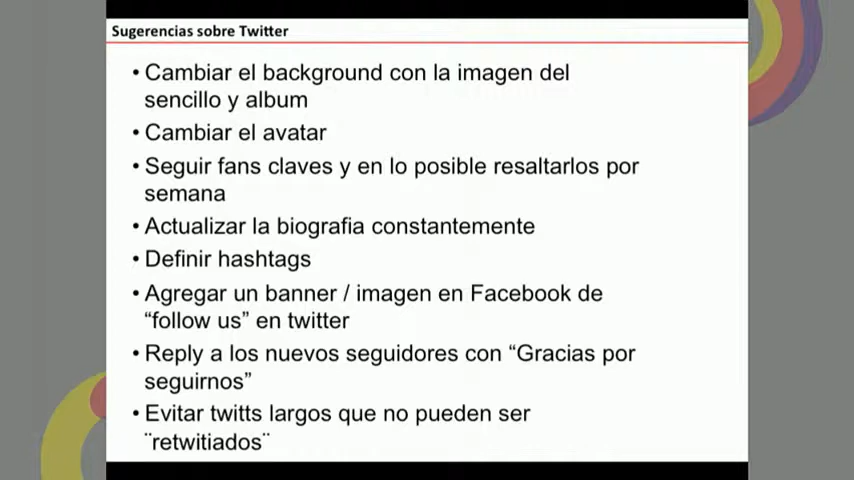 Sugerencias sobre Twitter
• Cambiar el background con la imagen del
sencillo y album
• Cambiar el avatar
• Seguir fans claves y en lo posible resaltarlos por
semana
• Actualizar la biografia constantemente
• Definir hashtags
• Agregar un banner / imagen en Facebook de
“follow us” en twitter
• Reply a los nuevos seguidores con “Gracias por
seguirnos”
• Evitar twitts largos que no pueden ser
¨retwitiados¨